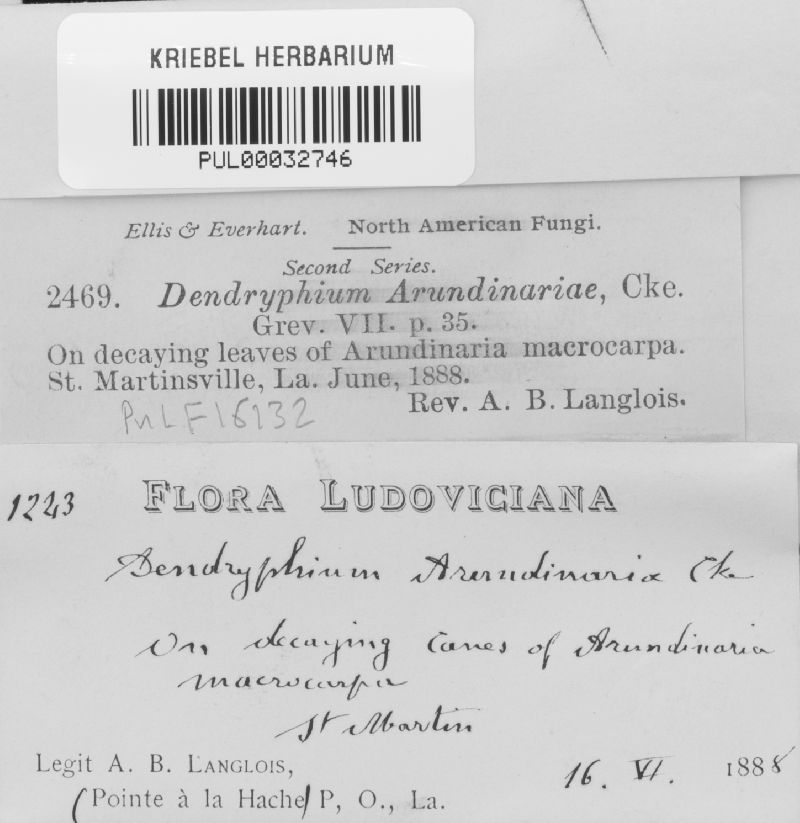 KRIEBEL HERBARIUM
PUL00032746
Ellis & Everhart. North American Fungi.
Second Series.
2469. Dendryphium Arundinariae, Cke.
Grev. VII. p. 35.
On decaying leaves of Arundinaria macrocarpa.
St. Martinsville, La. June, 1888.
Rev. A. B. Langlois.
PUL F16132
1223 FLORA LUDOVICIANA
Dendryphium Arundinariæ Cke
On decaying canes of Arundinaria
macrocarpa
St Martin
Legit A. B. LANGLOIS,
16. VI. 1888
(Pointe à la Hache) P, O., La.